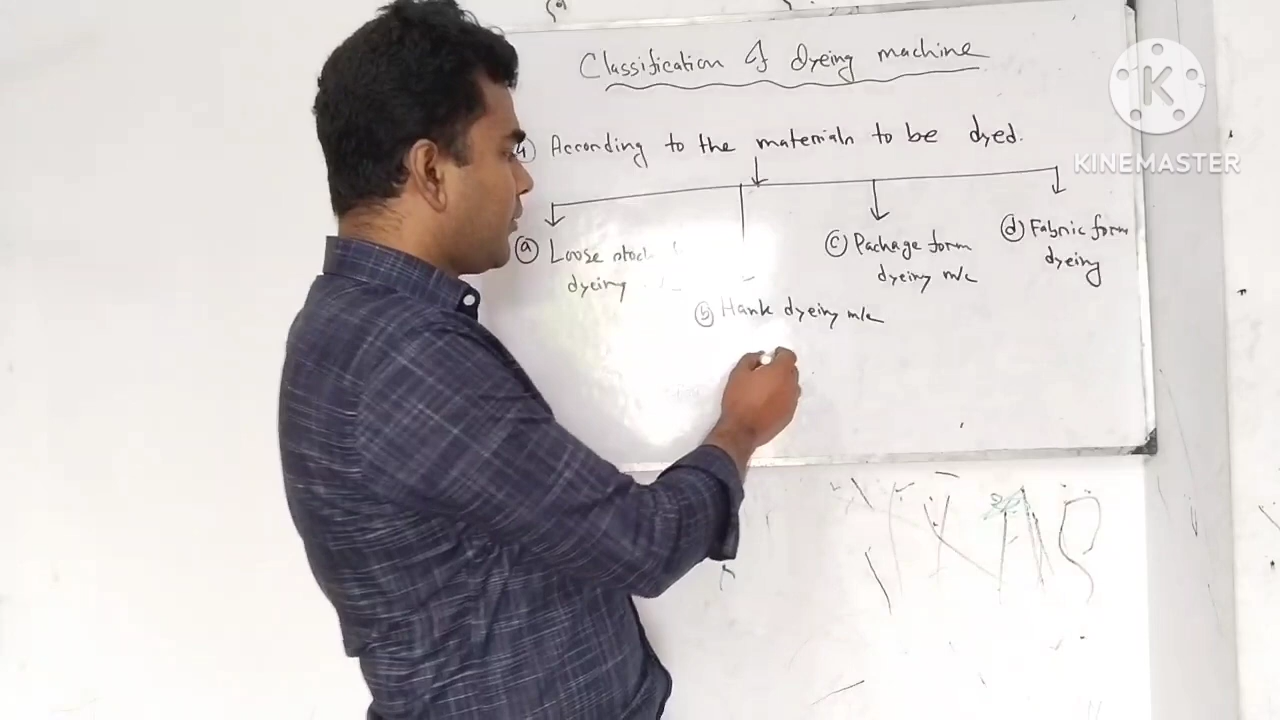 Classification of dyeing machine
4) According to the materials to be dyed.
(a) Loose stock
dyeing
(b) Hank dyeing m/c
(c) Package form
dyeing m/c
(d) Fabric form
dyeing
K
KINEMASTER